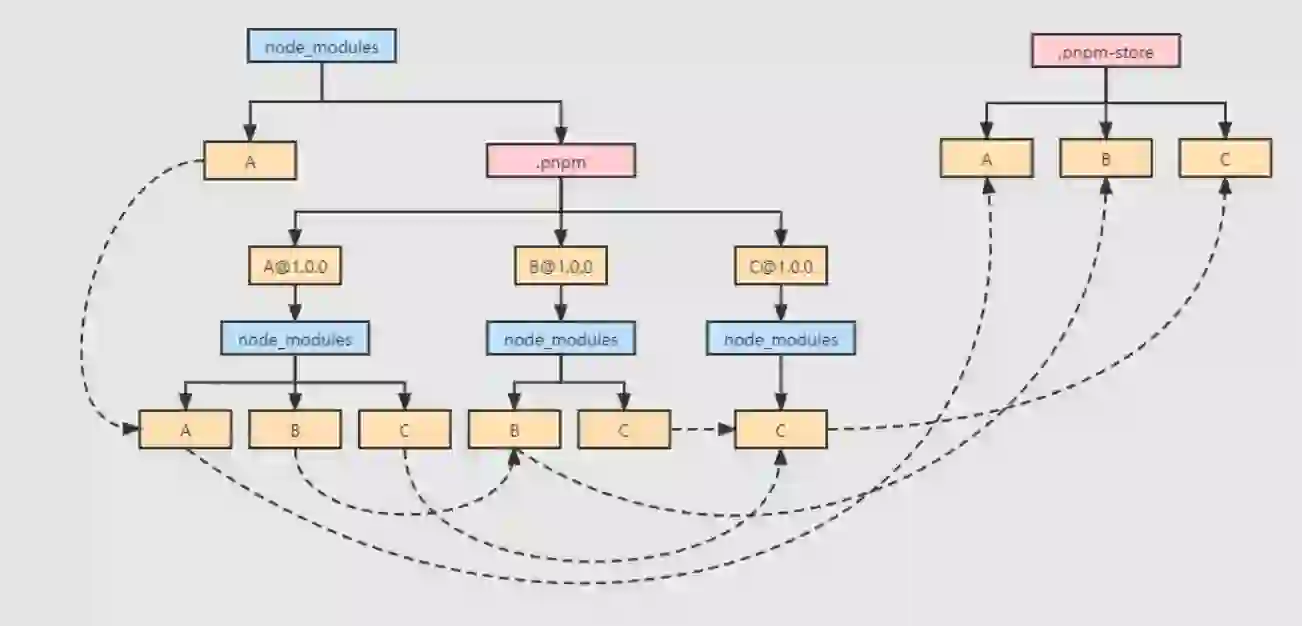 node_modules
.pnpm-store
A
.pnpm
A
B
C
A@1.0.0
B@1.0.0
C@1.0.0
node_modules
node_modules
node_modules
A
B
C
B
C
C